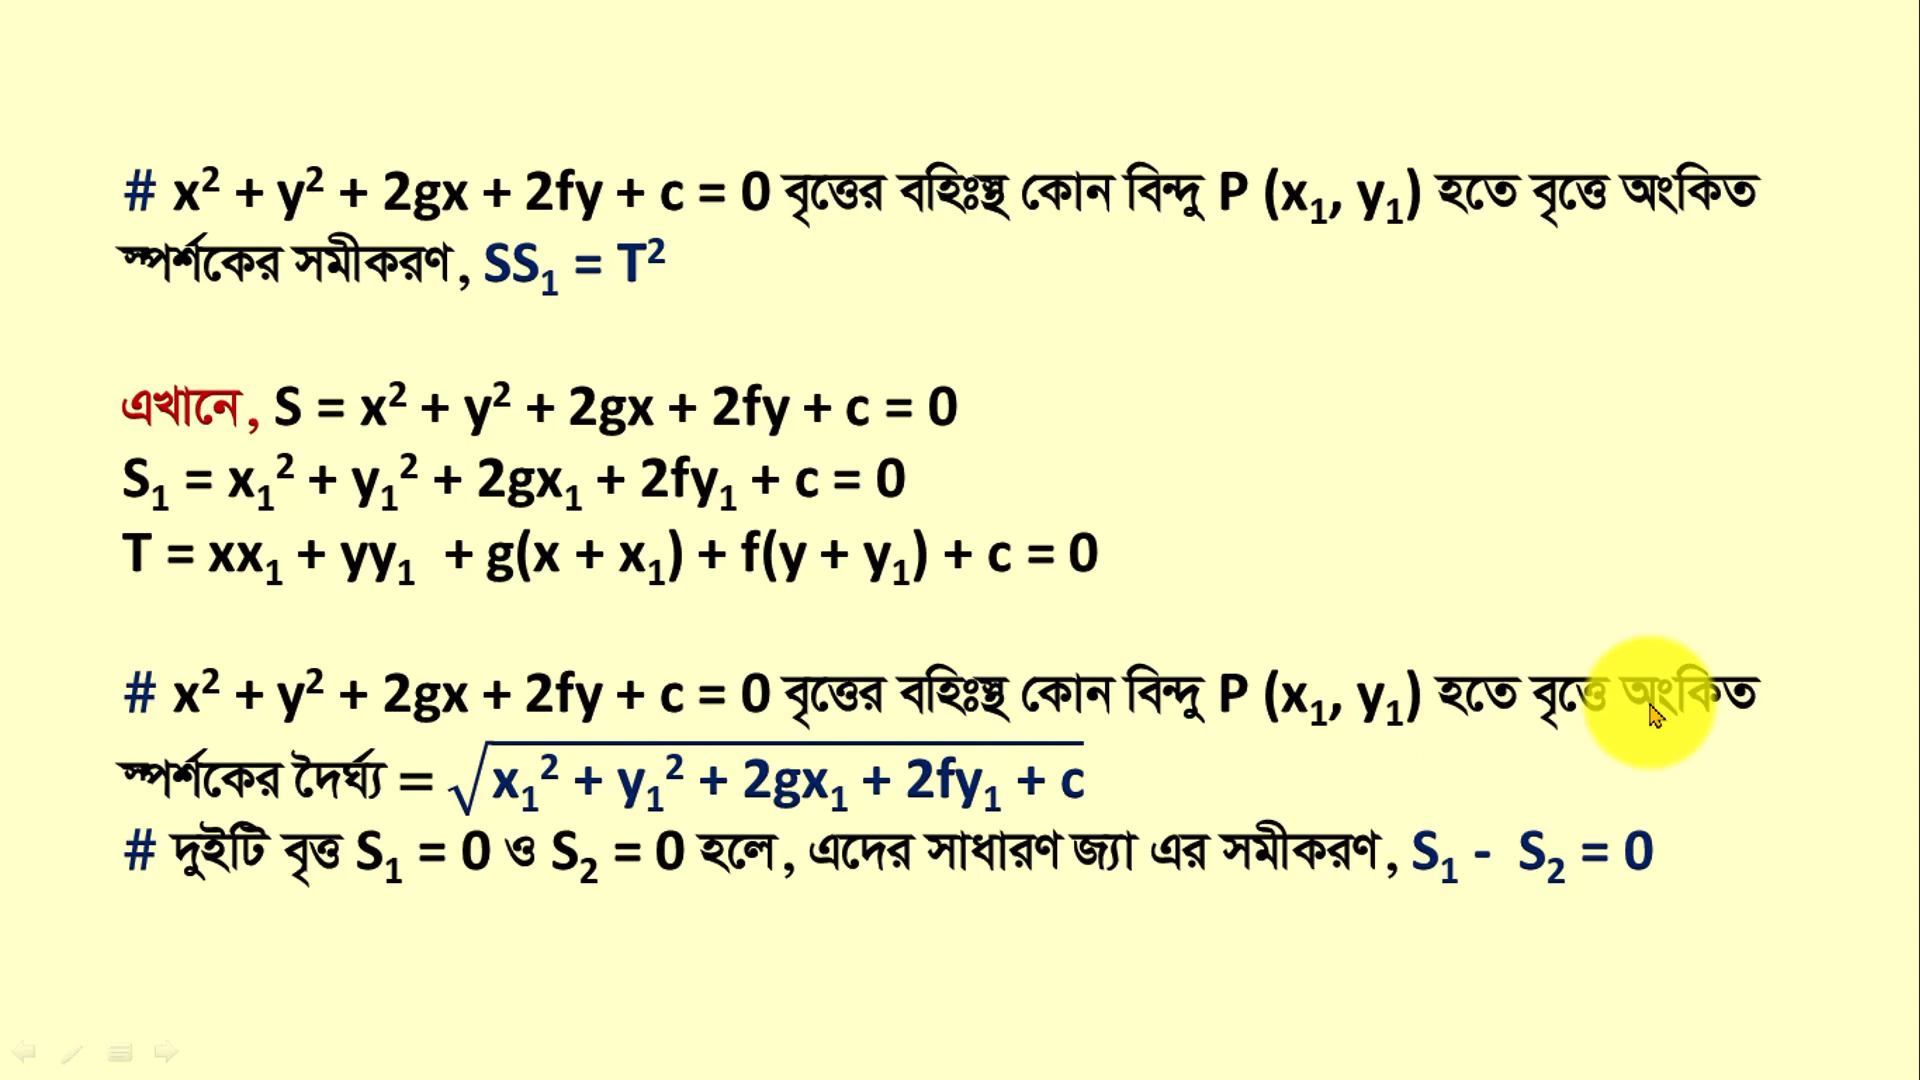 # x² + y² + 2gx + 2fy + c = 0 বৃত্তের বহিঃস্থ কোন বিন্দু P (x₁, y₁) হতে বৃত্তে অংকিত
স্পর্শকের সমীকরণ, SS₁ = T²
এখানে, S = x² + y² + 2gx + 2fy + c = 0
S₁ = x₁² + y₁² + 2gx₁ + 2fy₁ + c = 0
T = xx₁ + yy₁ + g(x + x₁) + f(y + y₁) + c = 0
# x² + y² + 2gx + 2fy + c = 0 বৃত্তের বহিঃস্থ কোন বিন্দু P (x₁, y₁) হতে বৃত্তে অংকিত
স্পর্শকের দৈর্ঘ্য = √(x₁² + y₁² + 2gx₁ + 2fy₁ + c)
# দুইটি বৃত্ত S₁ = 0 ও S₂ = 0 হলে, এদের সাধারণ জ্যা এর সমীকরণ, S₁ - S₂ = 0